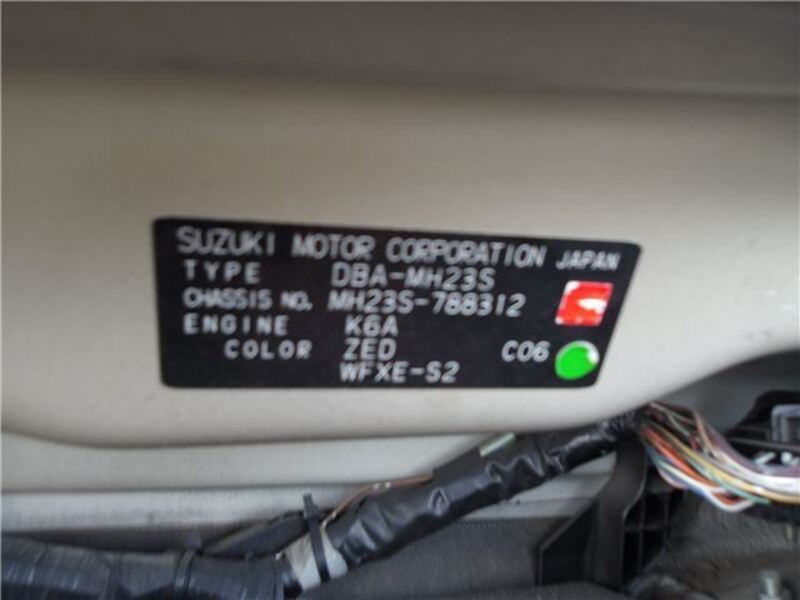 SUZUKI MOTOR CORPORATION JAPAN
TYPE DBA-MH23S
CHASSIS NO. MH23S-788312
ENGINE K6A
COLOR ZED C06
WFXE-S2